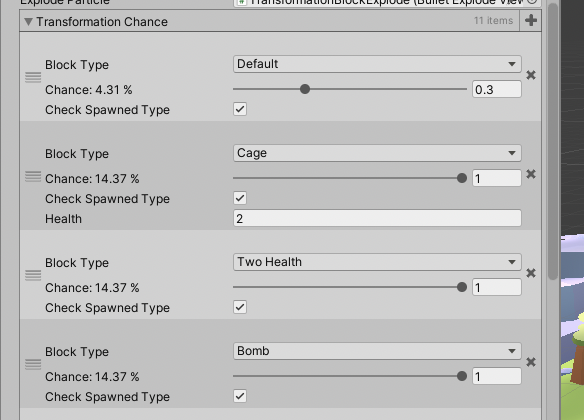 Explode Particle TransformationBlockExplode (Bullet Explode View
Transformation Chance 11 items
Block Type Default
Chance: 4.31 % 0.3
Check Spawned Type
Block Type Cage
Chance: 14.37 % 1
Check Spawned Type
Health 2
Block Type Two Health
Chance: 14.37 % 1
Check Spawned Type
Block Type Bomb
Chance: 14.37 % 1
Check Spawned Type